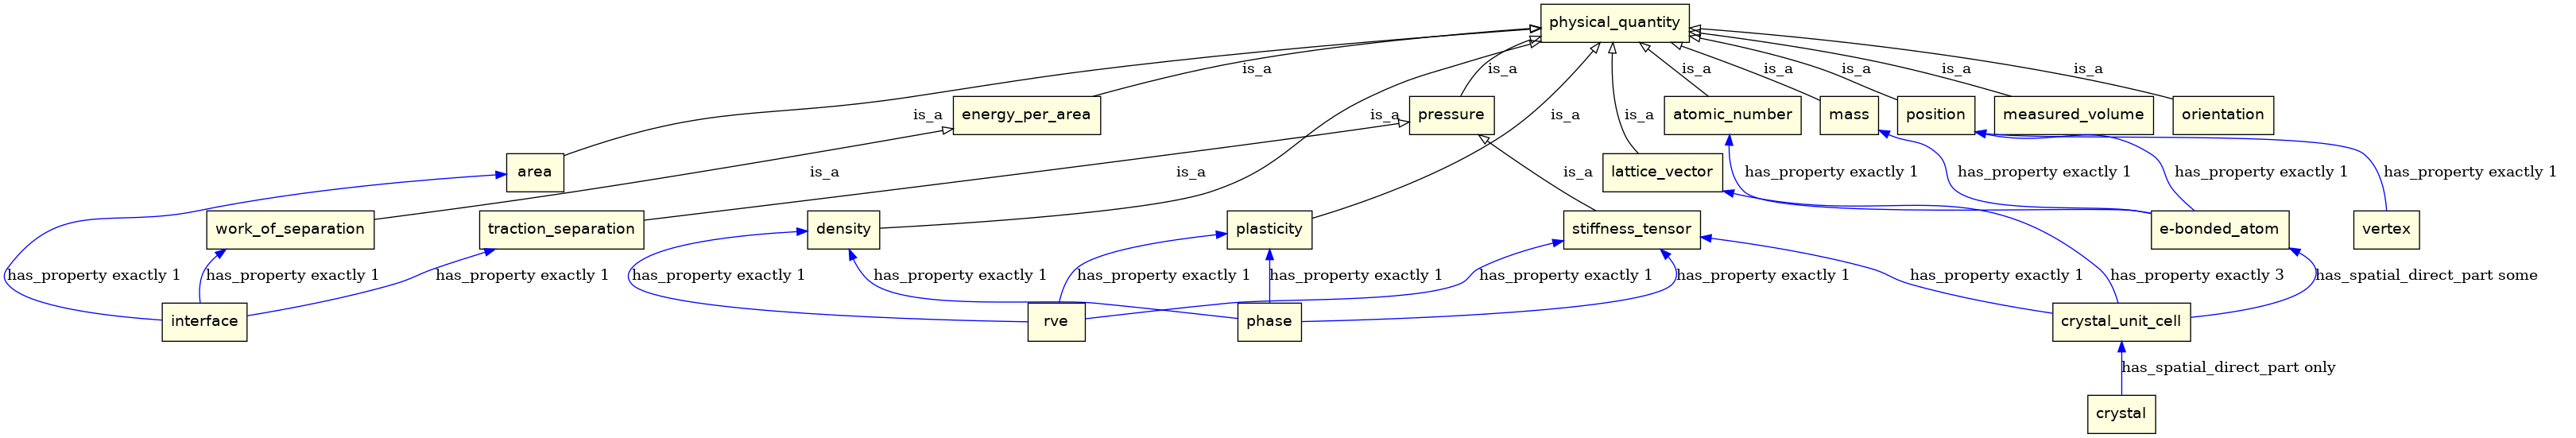 physical_quantity
is_a
is_a
is_a
is_a
is_a
is_a
is_a
is_a
energy_per_area
pressure
atomic_number
mass
position
measured_volume
orientation
is_a
is_a
is_a
is_a
area
lattice_vector
is_a
is_a
is_a
has_property exactly 1
has_property exactly 1
has_property exactly 1
has_property exactly 1
work_of_separation
traction_separation
density
plasticity
stiffness_tensor
e-bonded_atom
vertex
has_property exactly 1
has_property exactly 1
has_property exactly 1
has_property exactly 1
has_property exactly 1
has_property exactly 1
has_property exactly 1
has_property exactly 1
has_property exactly 1
has_property exactly 1
has_property exactly 3
has_spatial_direct_part some
interface
rve
phase
crystal_unit_cell
has_spatial_direct_part only
crystal